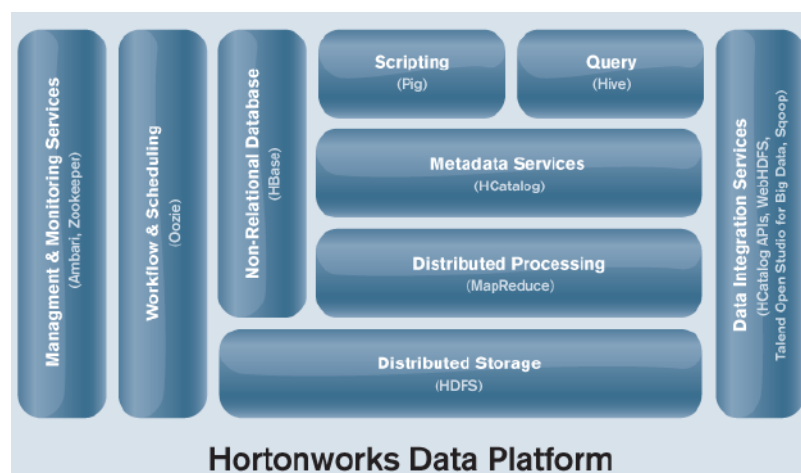 Managment & Monitoring Services
(Ambari, Zookeeper)
Workflow & Scheduling
(Oozie)
Non-Relational Database
(HBase)
Scripting
(Pig)
Query
(Hive)
Metadata Services
(HCatalog)
Distributed Processing
(MapReduce)
Distributed Storage
(HDFS)
Data Integration Services
(HCatalog APIs, WebHDFS,
Talend Open Studio for Big Data, Sqoop)
Hortonworks Data Platform